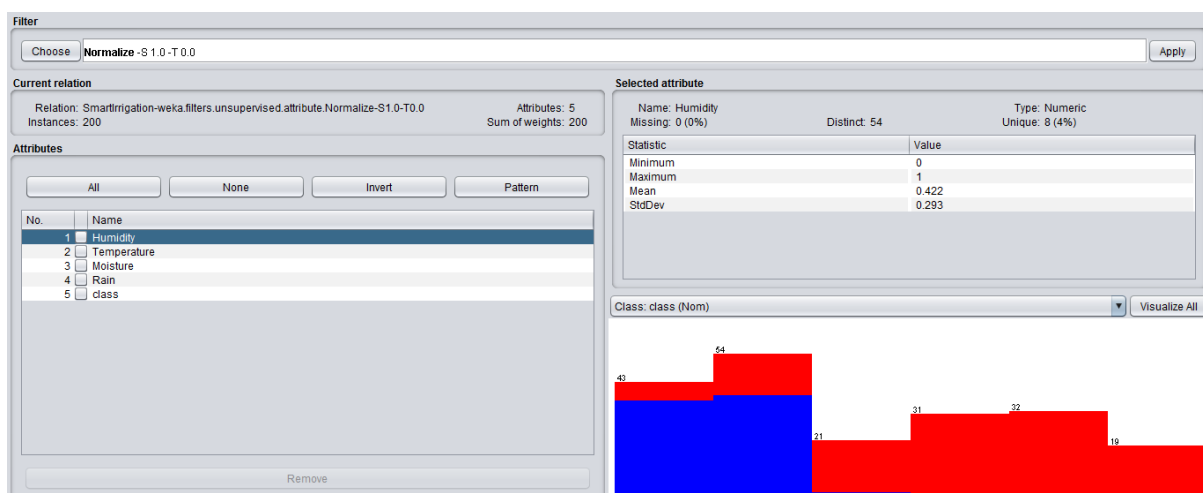 Filter
Choose Normalize -S 1.0 -T 0.0 Apply
Current relation
Relation: SmartIrrigation-weka.filters.unsupervised.attribute.Normalize-S1.0-T0.0 Attributes: 5
Instances: 200 Sum of weights: 200
Attributes
All None Invert Pattern
No. Name
1 Humidity
2 Temperature
3 Moisture
4 Rain
5 class
Remove
Selected attribute
Name: Humidity Type: Numeric
Missing: 0 (0%) Distinct: 54 Unique: 8 (4%)
Statistic Value
Minimum 0
Maximum 1
Mean 0.422
StdDev 0.293
Class: class (Nom) Visualize All
43
54
21
31
32
19